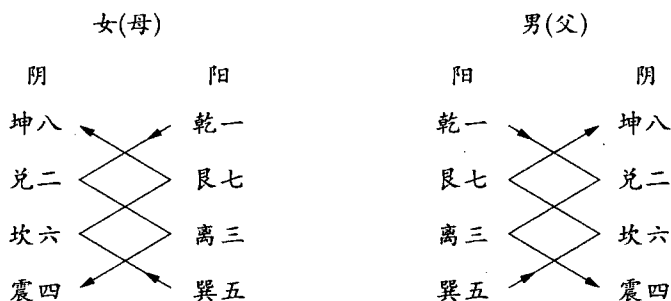 女(母) 男(父)
阴 阳 阳 阴
坤八 乾一 乾一 坤八
兑二 艮七 艮七 兑二
坎六 离三 离三 坎六
震四 巽五 巽五 震四